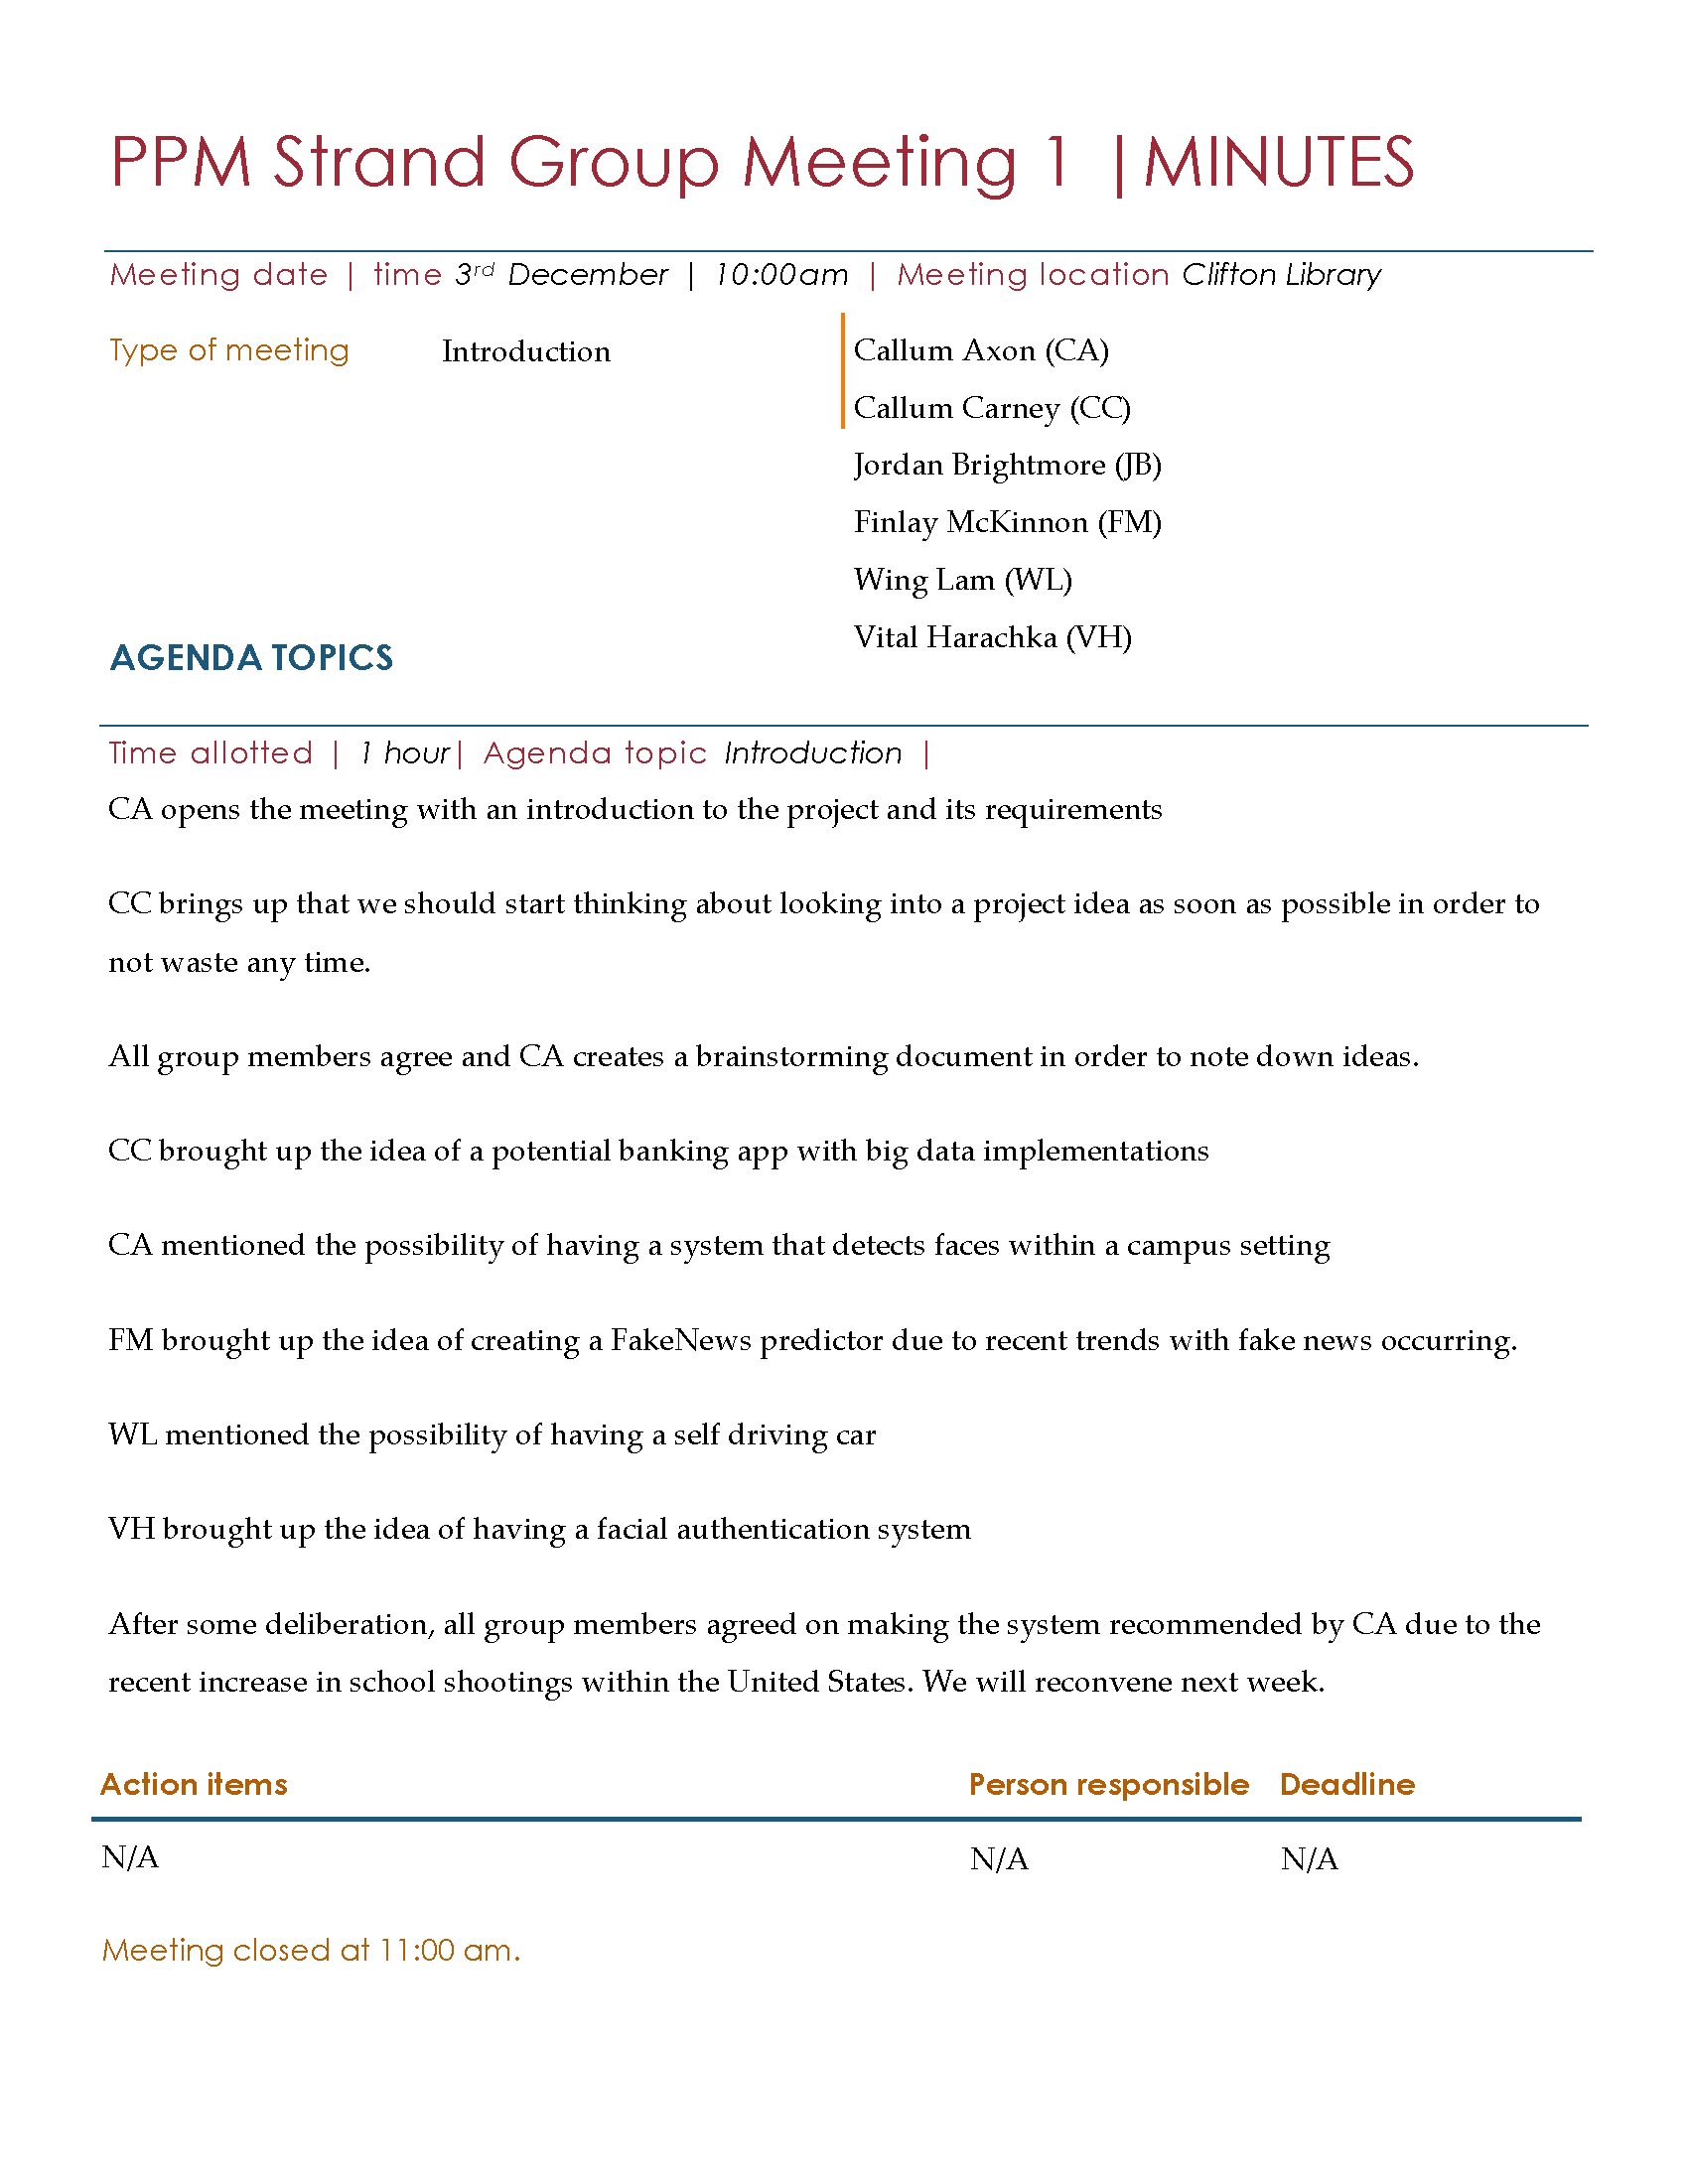 PPM Strand Group Meeting 1 |MINUTES
Meeting date | time 3rd December | 10:00am | Meeting location Clifton Library
Type of meeting Introduction
Callum Axon (CA)
Callum Carney (CC)
Jordan Brightmore (JB)
Finlay McKinnon (FM)
Wing Lam (WL)
Vital Harachka (VH)
AGENDA TOPICS
Time allotted | 1 hour| Agenda topic Introduction |
CA opens the meeting with an introduction to the project and its requirements
CC brings up that we should start thinking about looking into a project idea as soon as possible in order to
not waste any time.
All group members agree and CA creates a brainstorming document in order to note down ideas.
CC brought up the idea of a potential banking app with big data implementations
CA mentioned the possibility of having a system that detects faces within a campus setting
FM brought up the idea of creating a FakeNews predictor due to recent trends with fake news occurring.
WL mentioned the possibility of having a self driving car
VH brought up the idea of having a facial authentication system
After some deliberation, all group members agreed on making the system recommended by CA due to the
recent increase in school shootings within the United States. We will reconvene next week.
Action items Person responsible Deadline
N/A N/A N/A
Meeting closed at 11:00 am.